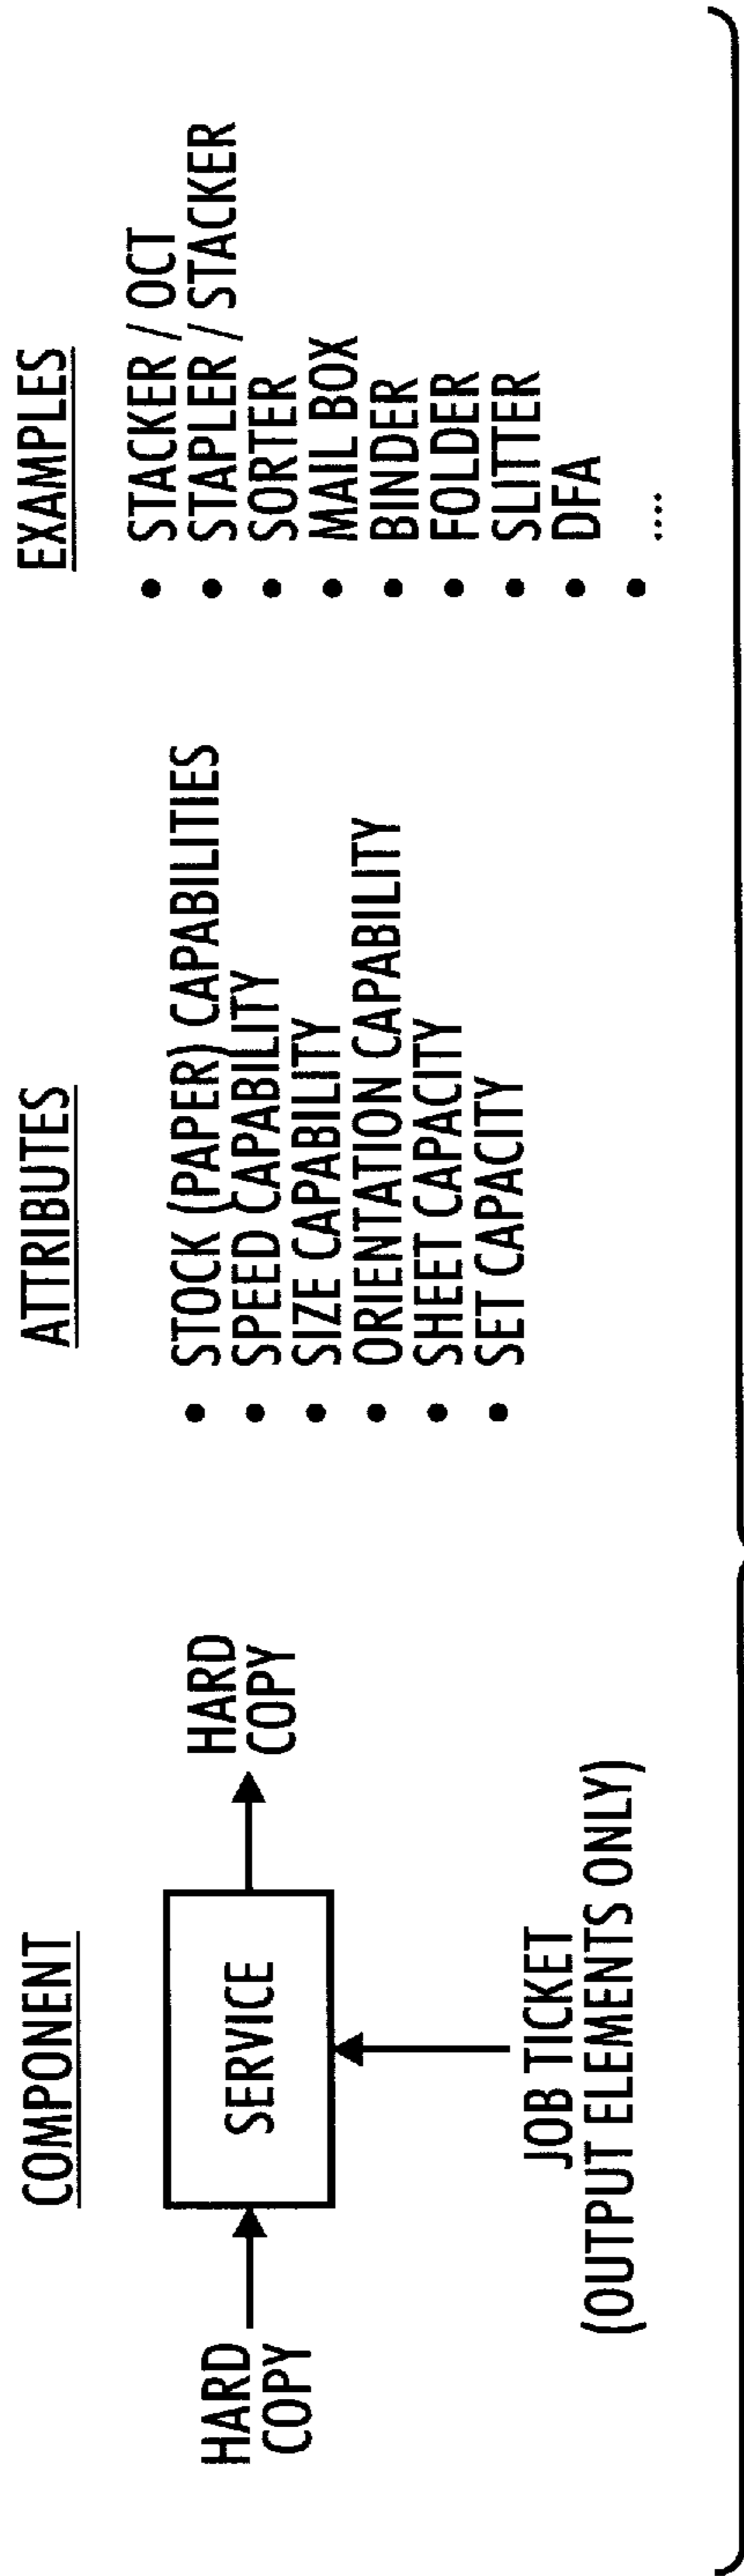 COMPONENT
HARD
COPY
SERVICE
HARD
COPY
JOB TICKET
(OUTPUT ELEMENTS ONLY)
ATTRIBUTES
• STOCK (PAPER) CAPABILITIES
• SPEED CAPABILITY
• SIZE CAPABILITY
• ORIENTATION CAPABILITY
• SHEET CAPACITY
• SET CAPACITY
EXAMPLES
• STACKER / OCT
• STAPLER / STACKER
• SORTER
• MAIL BOX
• BINDER
• FOLDER
• SLITTER
• DFA
• ....